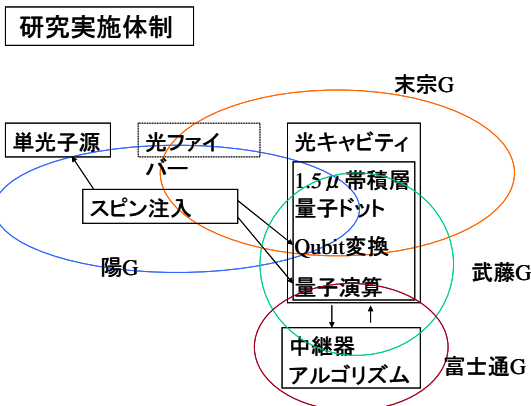 研究実施体制
末宗G
単光子源
光ファイ
バー
光キャビティ
1.5μ帯積層
量子ドット
スピン注入
Qubit変換
陽G
武藤G
量子演算
中継器
アルゴリズム
富士通G